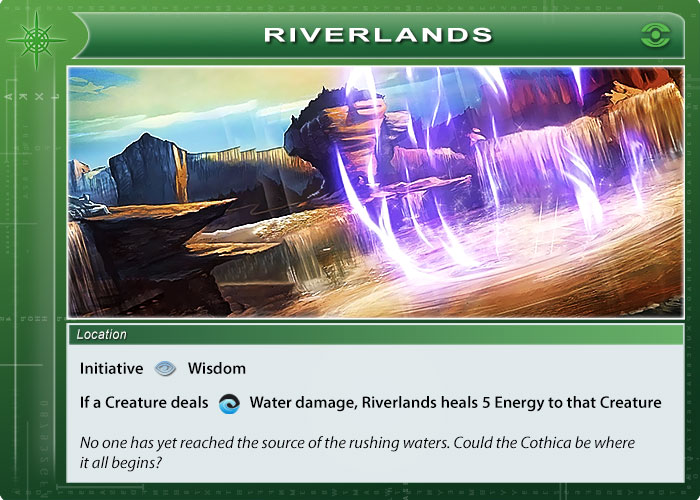 RIVERLANDS
Location
Initiative Wisdom
If a Creature deals Water damage, Riverlands heals 5 Energy to that Creature
No one has yet reached the source of the rushing waters. Could the Cothica be where
it all begins?